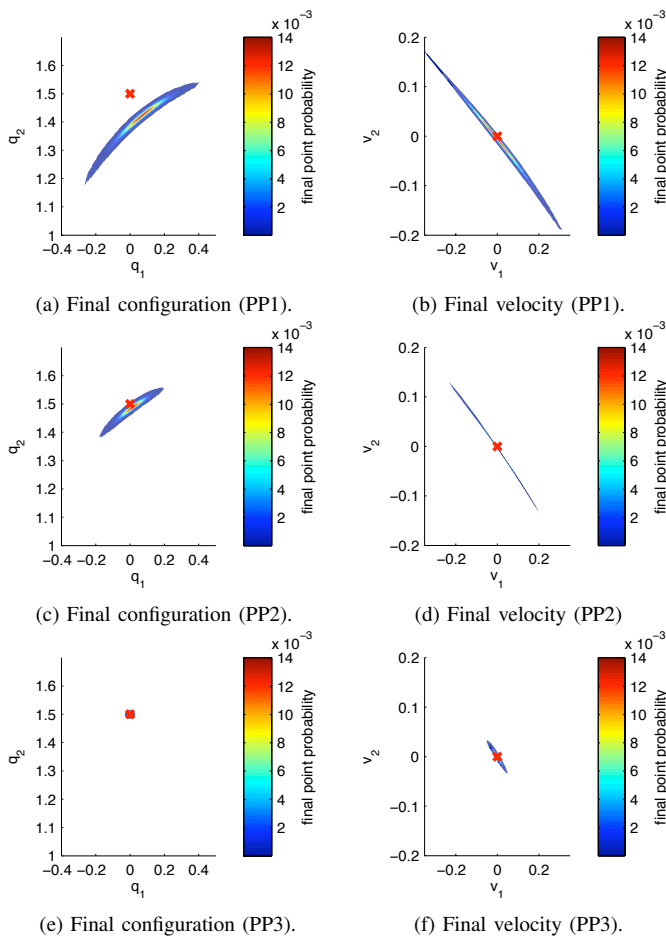 x 10⁻³
14
12
10
8
6
4
2
final point probability
1.6
1.5
1.4
1.3
1.2
1.1
1
q₂
−0.4 −0.2 0 0.2 0.4
q₁
(a) Final configuration (PP1).
x 10⁻³
14
12
10
8
6
4
2
final point probability
0.2
0.1
0
−0.1
−0.2
v₂
−0.2 0 0.2
v₁
(b) Final velocity (PP1).
x 10⁻³
14
12
10
8
6
4
2
final point probability
1.6
1.5
1.4
1.3
1.2
1.1
1
q₂
−0.4 −0.2 0 0.2 0.4
q₁
(c) Final configuration (PP2).
x 10⁻³
14
12
10
8
6
4
2
final point probability
0.2
0.1
0
−0.1
−0.2
v₂
−0.2 0 0.2
v₁
(d) Final velocity (PP2)
x 10⁻³
14
12
10
8
6
4
2
final point probability
1.6
1.5
1.4
1.3
1.2
1.1
1
q₂
−0.4 −0.2 0 0.2 0.4
q₁
(e) Final configuration (PP3).
x 10⁻³
14
12
10
8
6
4
2
final point probability
0.2
0.1
0
−0.1
−0.2
v₂
−0.2 0 0.2
v₁
(f) Final velocity (PP3).